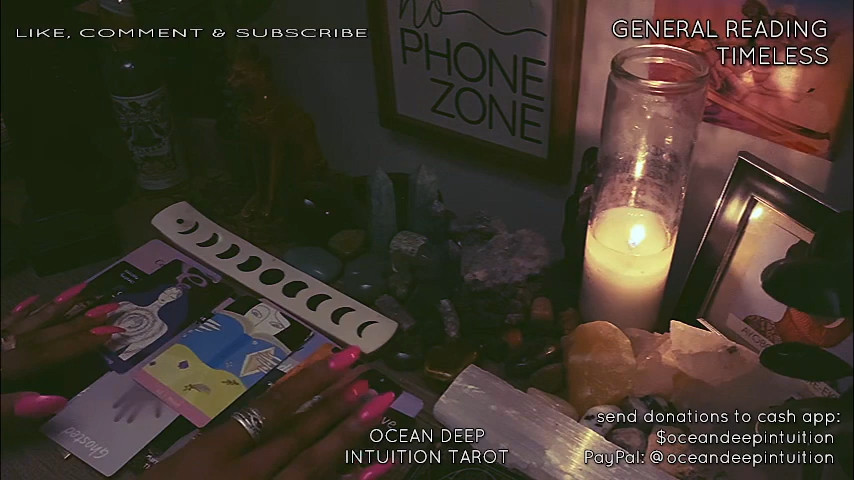 LIKE, COMMENT & SUBSCRIBE
GENERAL READING
TIMELESS
no
PHONE
ZONE
Ghosted
OCEAN DEEP
INTUITION TAROT
send donations to cash app:
$oceandeepintuition
PayPal: @oceandeepintuition